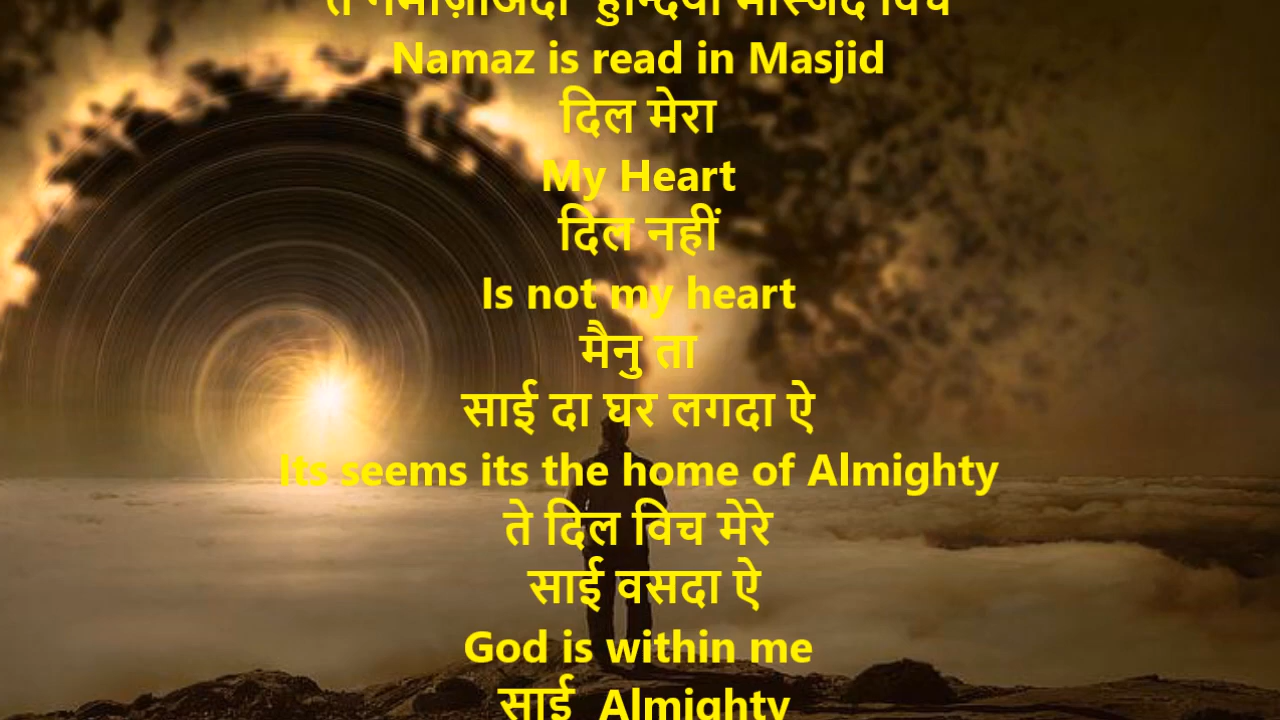 ते नमाज़ाअदा हुन्दियां मस्जिद विच
Namaz is read in Masjid
दिल मेरा
My Heart
दिल नहीं
Is not my heart
मैनु ता
साई दा घर लगदा ऐ
Its seems its the home of Almighty
ते दिल विच मेरे
साई वसदा ऐ
God is within me
साई Almighty